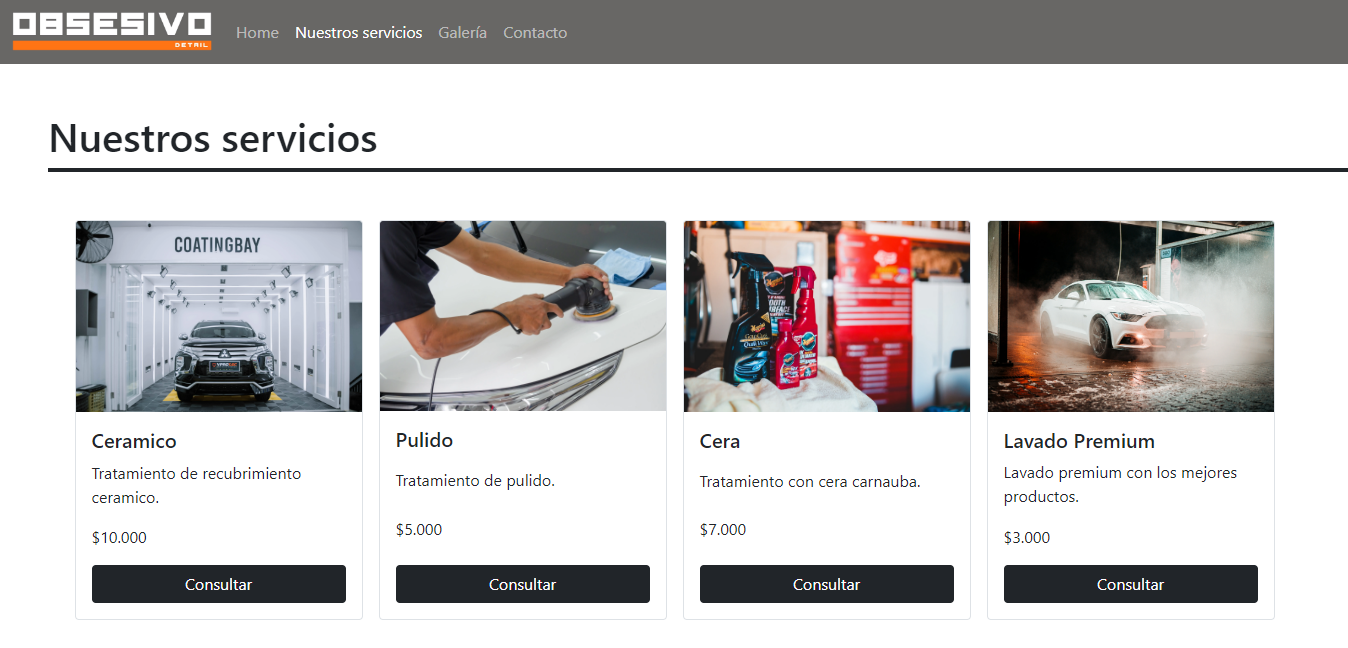 OBSESIVO
DETAIL
Home Nuestros servicios Galería Contacto
Nuestros servicios
COATINGBAY
Ceramico
Tratamiento de recubrimiento
ceramico.
$10.000
Consultar
Pulido
Tratamiento de pulido.
$5.000
Consultar
Cera
Tratamiento con cera carnauba.
$7.000
Consultar
Lavado Premium
Lavado premium con los mejores
productos.
$3.000
Consultar